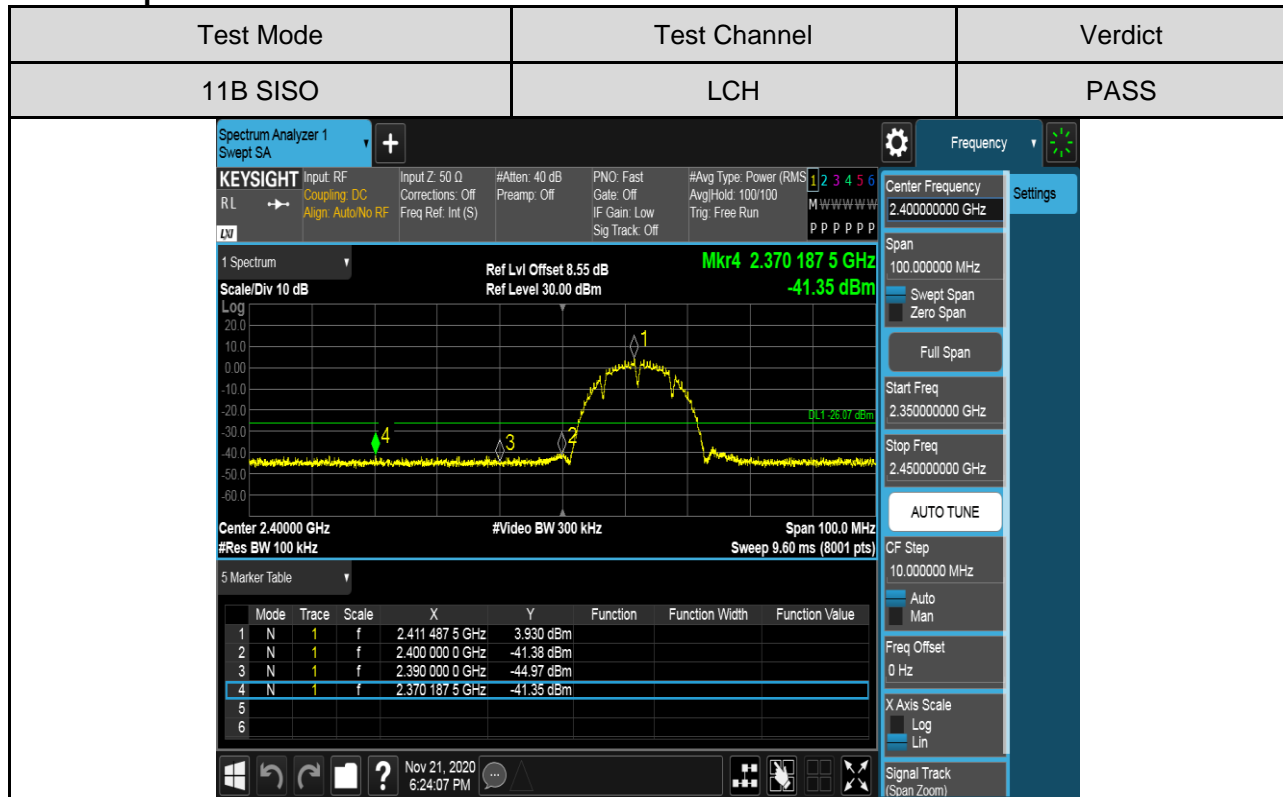 Test Mode Test Channel Verdict
11B SISO LCH PASS
Spectrum Analyzer 1
Swept SA
+
Frequency
KEYSIGHT Input: RF Input Z: 50 Ω #Atten: 40 dB PNO: Fast #Avg Type: Power (RMS 1 2 3 4 5 6
Coupling: DC Corrections: Off Preamp: Off Gate: Off Avg|Hold: 100/100
RL Align: Auto/No RF Freq Ref: Int (S) IF Gain: Low Trig: Free Run M W W W W W
LXI Sig Track: Off P P P P P P
1 Spectrum Ref Lvl Offset 8.55 dB Mkr4 2.370 187 5 GHz
Scale/Div 10 dB Ref Level 30.00 dBm -41.35 dBm
Log
20.0
10.0
0.00
-10.0
-20.0
-30.0
-40.0
-50.0
-60.0
1
DL1 -26.07 dBm
4 3 2
Center 2.40000 GHz #Video BW 300 kHz Span 100.0 MHz
#Res BW 100 kHz Sweep 9.60 ms (8001 pts)
5 Marker Table
Mode Trace Scale X Y Function Function Width Function Value
1 N 1 f 2.411 487 5 GHz 3.930 dBm
2 N 1 f 2.400 000 0 GHz -41.38 dBm
3 N 1 f 2.390 000 0 GHz -44.97 dBm
4 N 1 f 2.370 187 5 GHz -41.35 dBm
5
6
Nov 21, 2020
6:24:07 PM
?
Center Frequency
2.400000000 GHz
Settings
Span
100.000000 MHz
Swept Span
Zero Span
Full Span
Start Freq
2.350000000 GHz
Stop Freq
2.450000000 GHz
AUTO TUNE
CF Step
10.000000 MHz
Auto
Man
Freq Offset
0 Hz
X Axis Scale
Log
Lin
Signal Track
(Span Zoom)